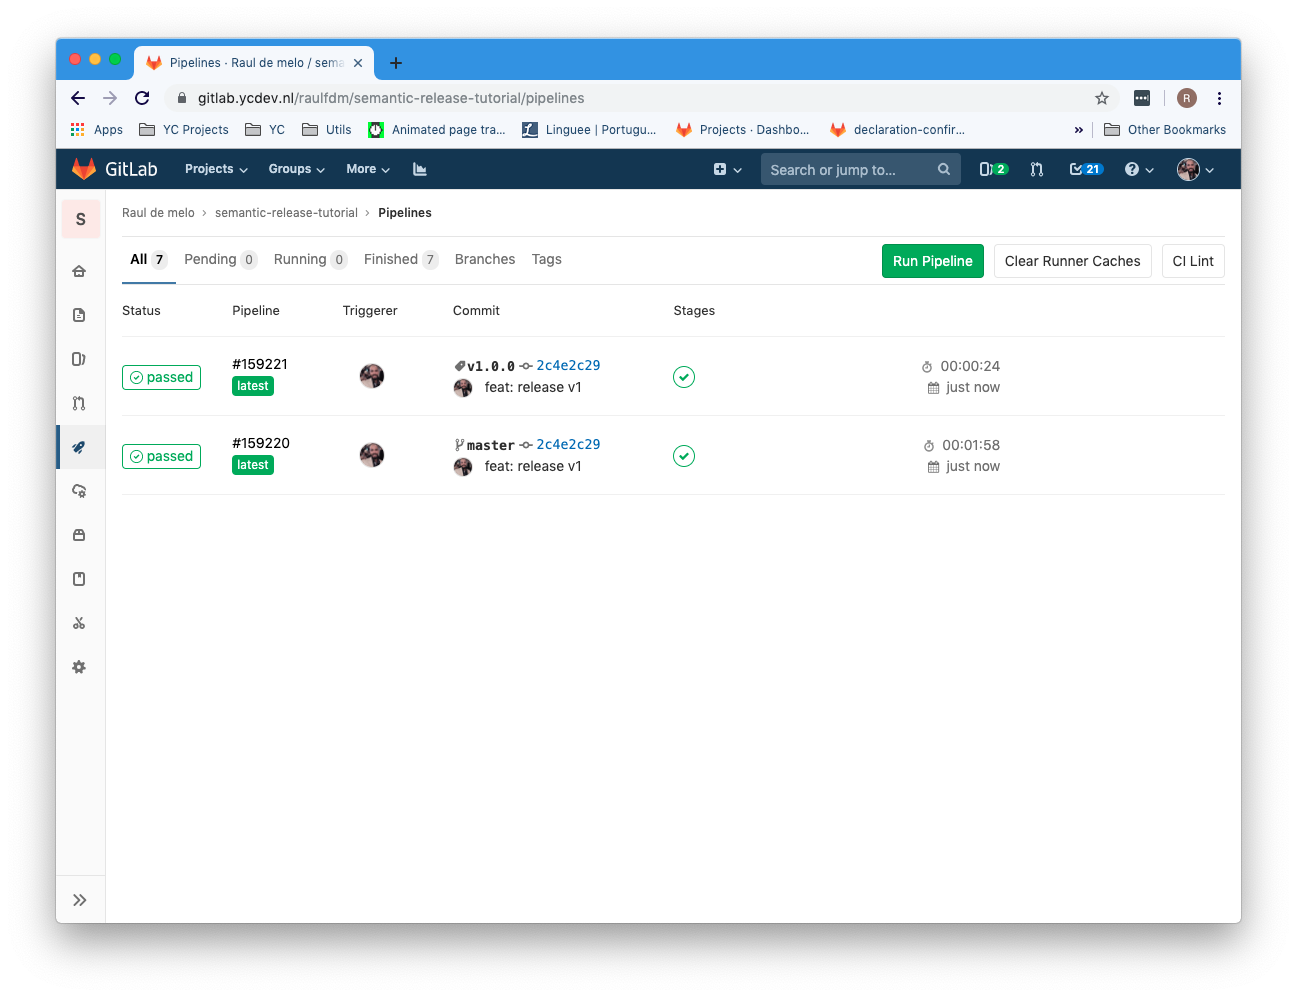 Pipelines · Raul de melo / sema
gitlab.ycdev.nl/raulfdm/semantic-release-tutorial/pipelines
R
Apps YC Projects YC Utils Animated page tra... Linguee | Portugu... Projects · Dashbo... declaration-confir... » Other Bookmarks
GitLab Projects Groups More Search or jump to... 2 21
S
Raul de melo › semantic-release-tutorial › Pipelines
All 7 Pending 0 Running 0 Finished 7 Branches Tags Run Pipeline Clear Runner Caches CI Lint
Status Pipeline Triggerer Commit Stages
passed #159221 v1.0.0 2c4e2c29 00:00:24
latest feat: release v1 just now
passed #159220 master 2c4e2c29 00:01:58
latest feat: release v1 just now